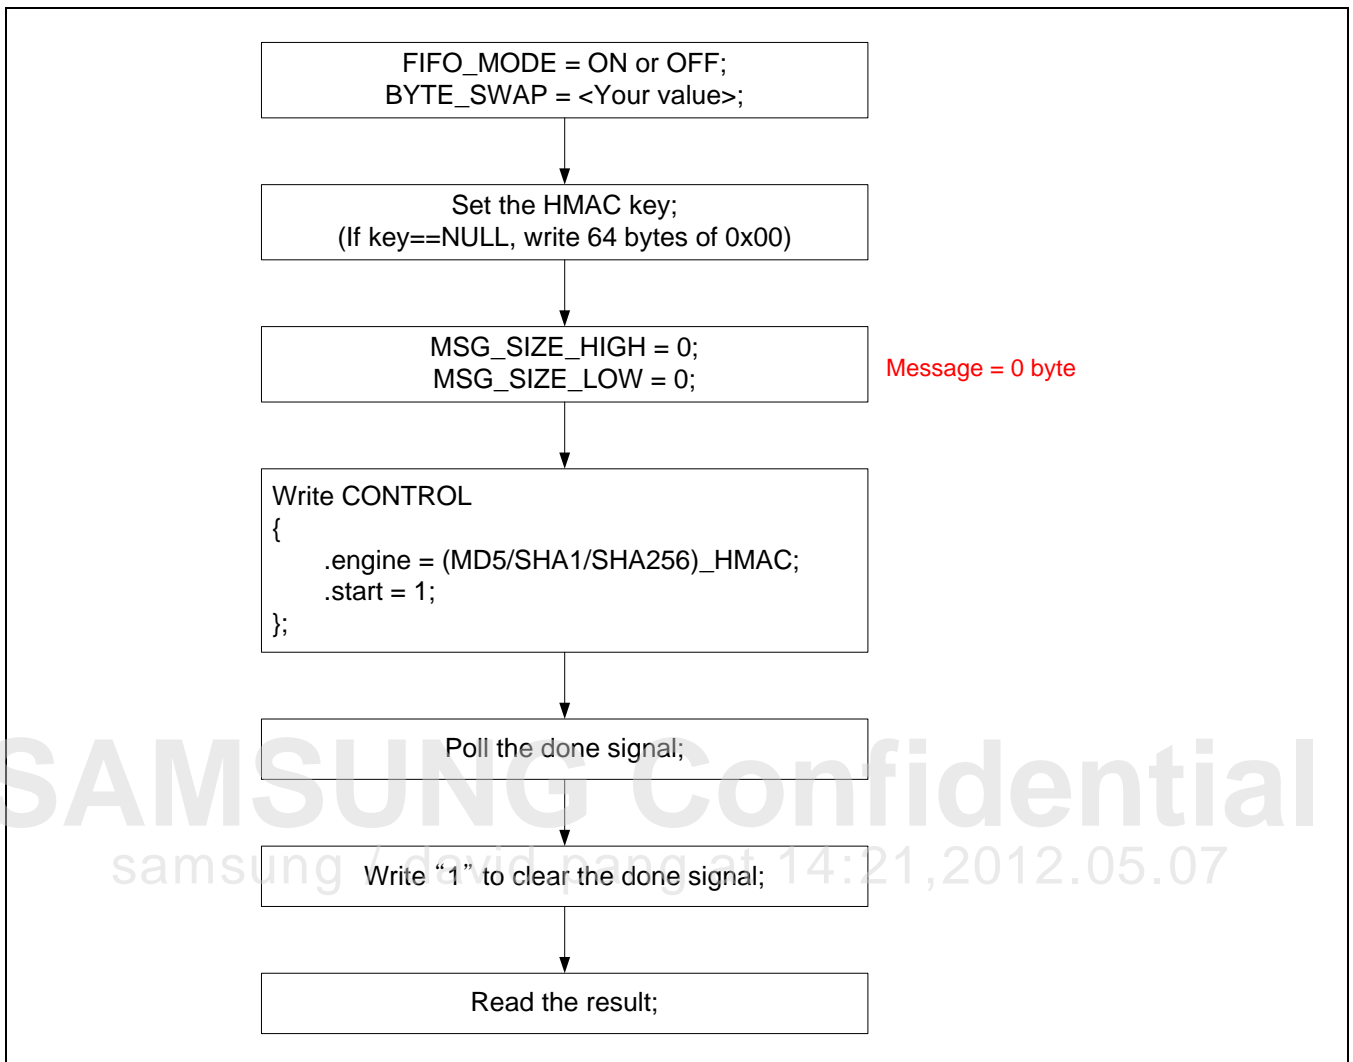 FIFO_MODE = ON or OFF;
BYTE_SWAP = <Your value>;
Set the HMAC key;
(If key==NULL, write 64 bytes of 0x00)
MSG_SIZE_HIGH = 0;
MSG_SIZE_LOW = 0;
Message = 0 byte
Write CONTROL
{
.engine = (MD5/SHA1/SHA256)_HMAC;
.start = 1;
};
Poll the done signal;
SAMSUNG Confidential
samsung / david.pang at 14:21,2012.05.07
Write “1” to clear the done signal;
Read the result;